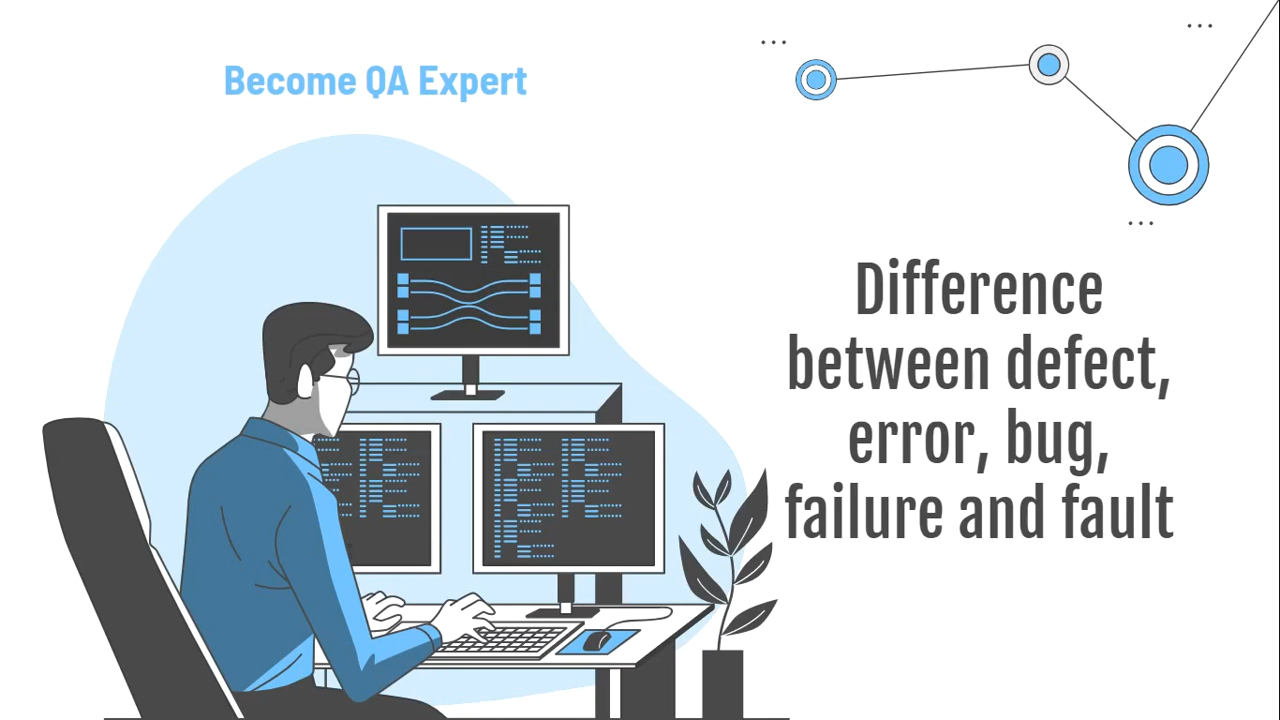 Become QA Expert
Difference
between defect,
error, bug,
failure and fault